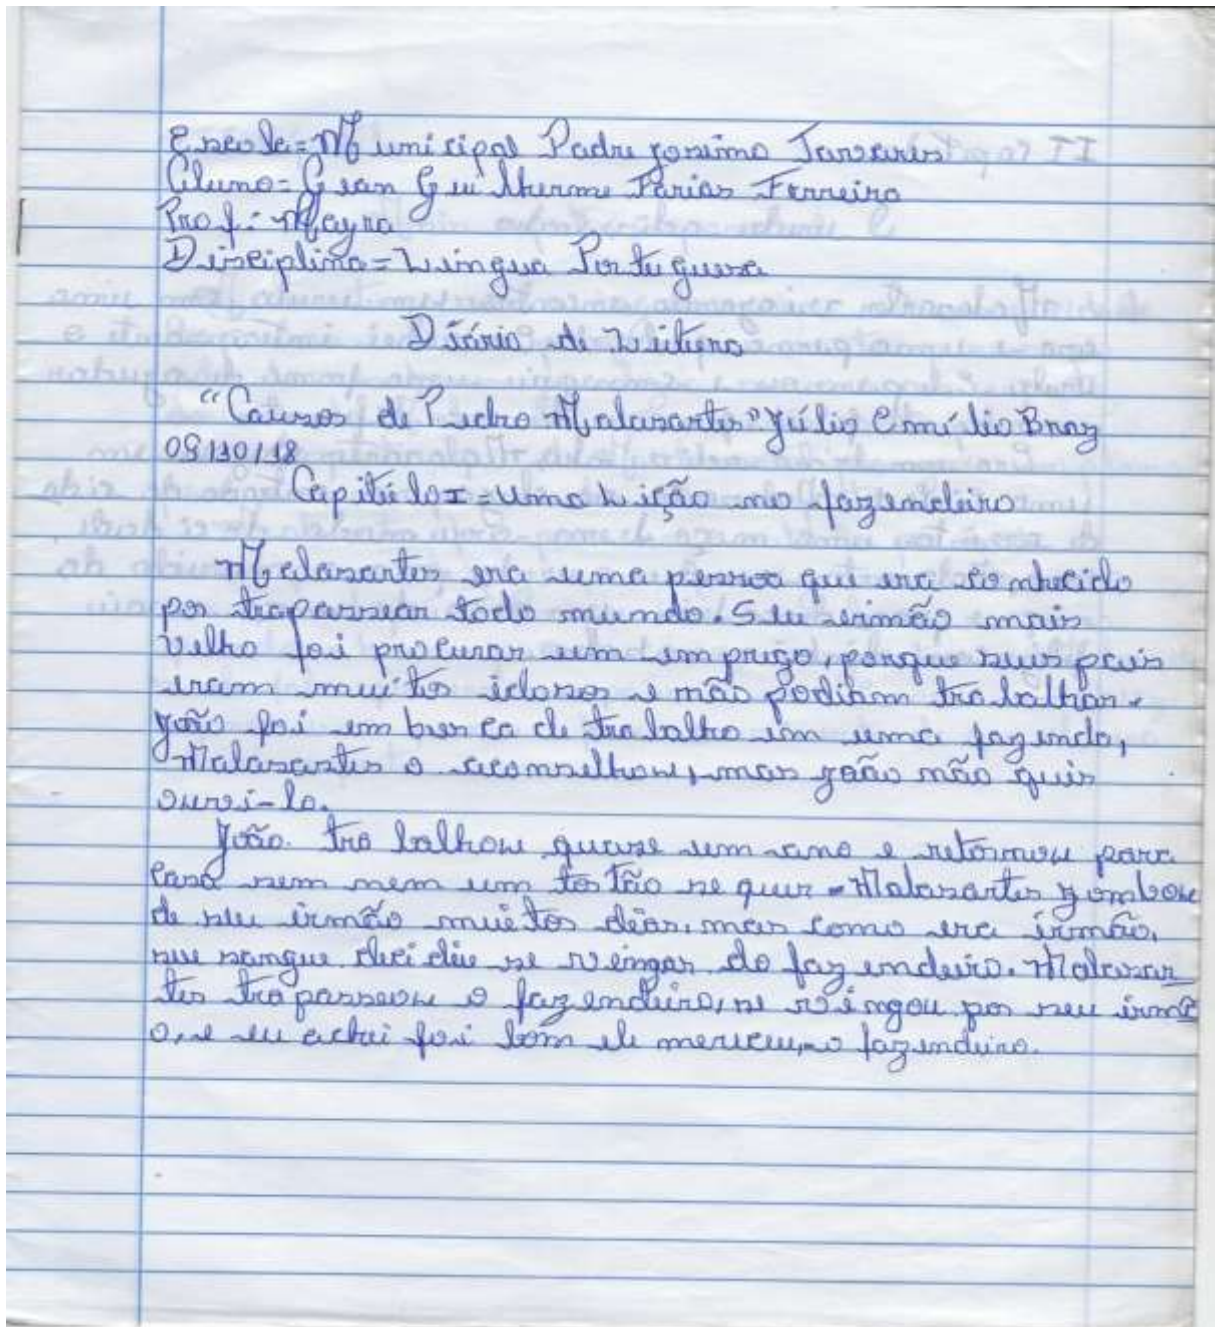 Escola=Municipal Padre Josimo Tavares
Aluno=Gean Guilherme Farias Ferreira
Prof.: Mayra
Disciplina=Língua Portuguesa
Diário de Leitura
"Causos de Pedro Malasartes" Júlio Emílio Braz
09/10/18
Capítulo I=uma Lição no fazendeiro
Malasartes era uma pessoa que era conhecido
por trapassear todo mundo. Seu irmão mais
velho foi procurar um emprego, porque seus pais
eram muitos idosos e não podiam trabalhar.
João foi em busca de trabalho em uma fazenda,
Malasartes o aconselhou, mas João não quis
ouvi-lo.
João trabalhou quase um ano e retornou para
casa sem nem um tostão se quer. Malasartes zombou
de seu irmão muitos dias, mas como era irmão,
seu sangue decidiu se vingar do fazendeiro. Malasar
tes trapasseou o fazendeiro, se vingou por seu irmã
o, e eu achei foi bom ele mereceu, o fazendeiro.